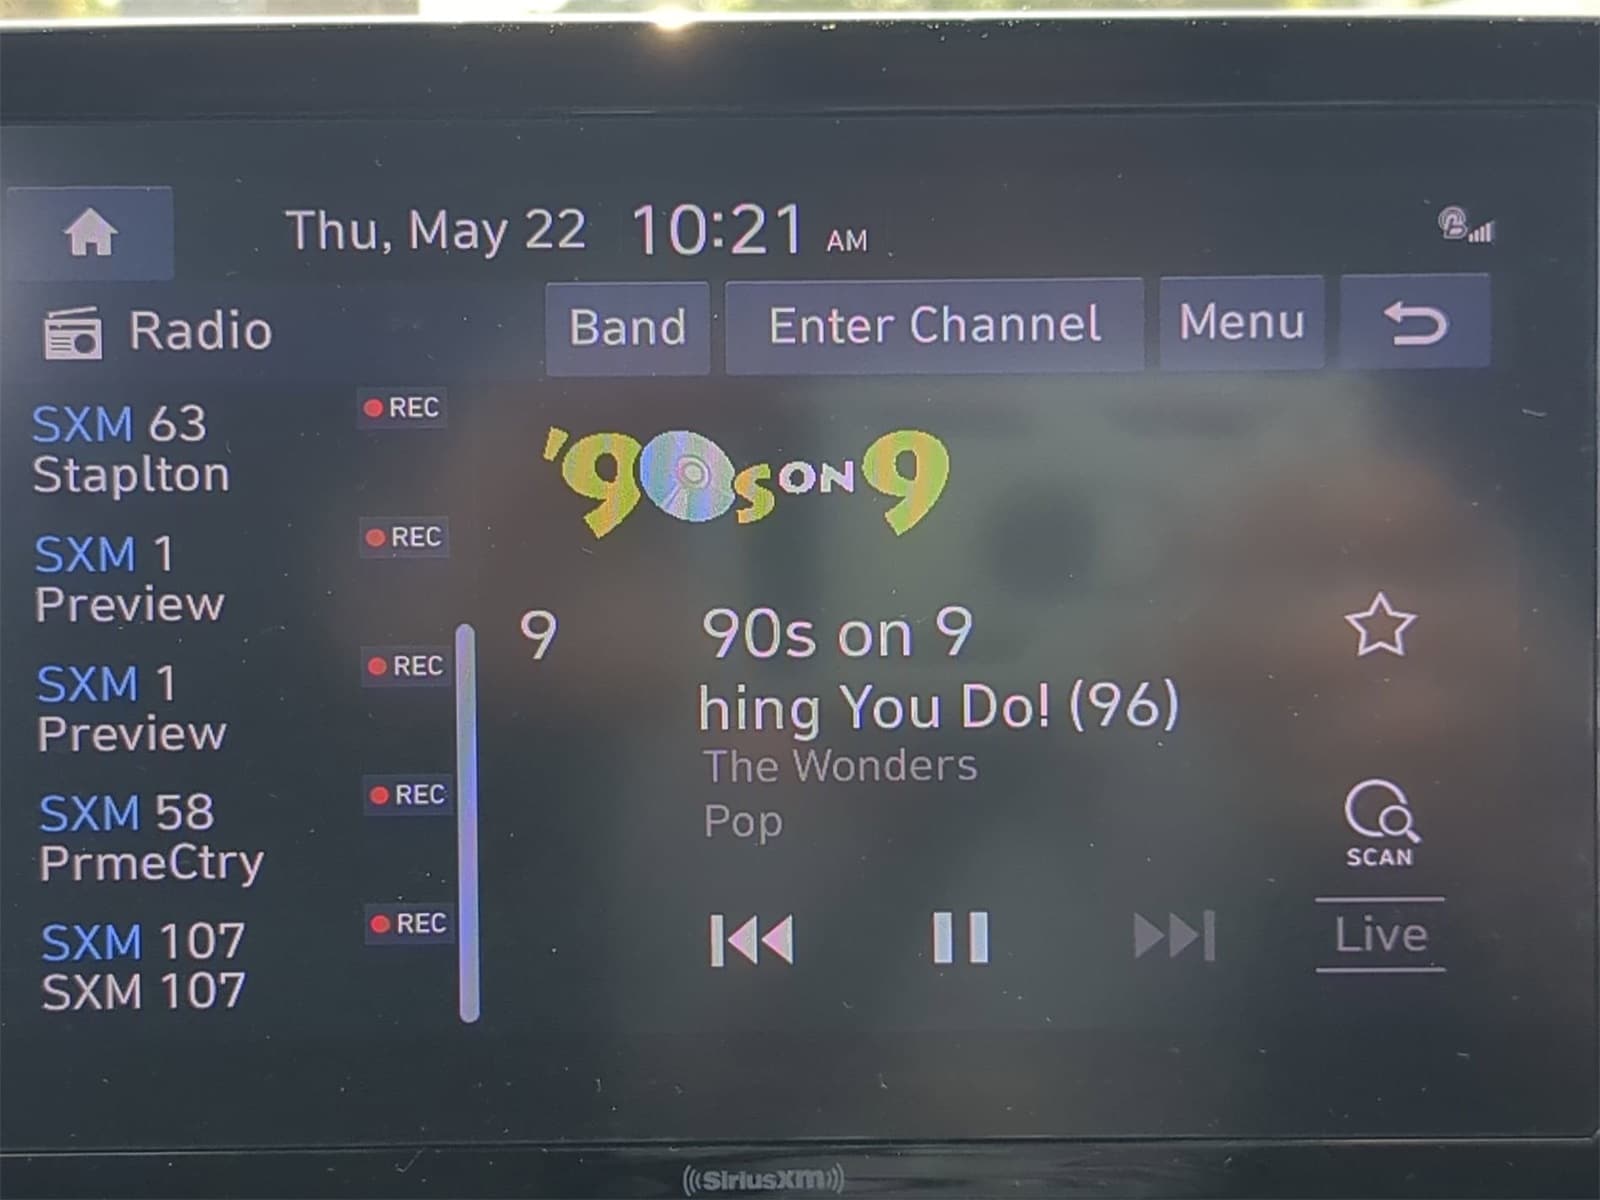 Thu, May 22 10:21 AM
Radio
Band
Enter Channel
Menu
SXM 63
Staplton
REC
SXM 1
Preview
REC
SXM 1
Preview
REC
SXM 58
PrmeCtry
REC
SXM 107
SXM 107
REC
'90s ON 9
9
90s on 9
hing You Do! (96)
The Wonders
Pop
SCAN
Live
SiriusXM